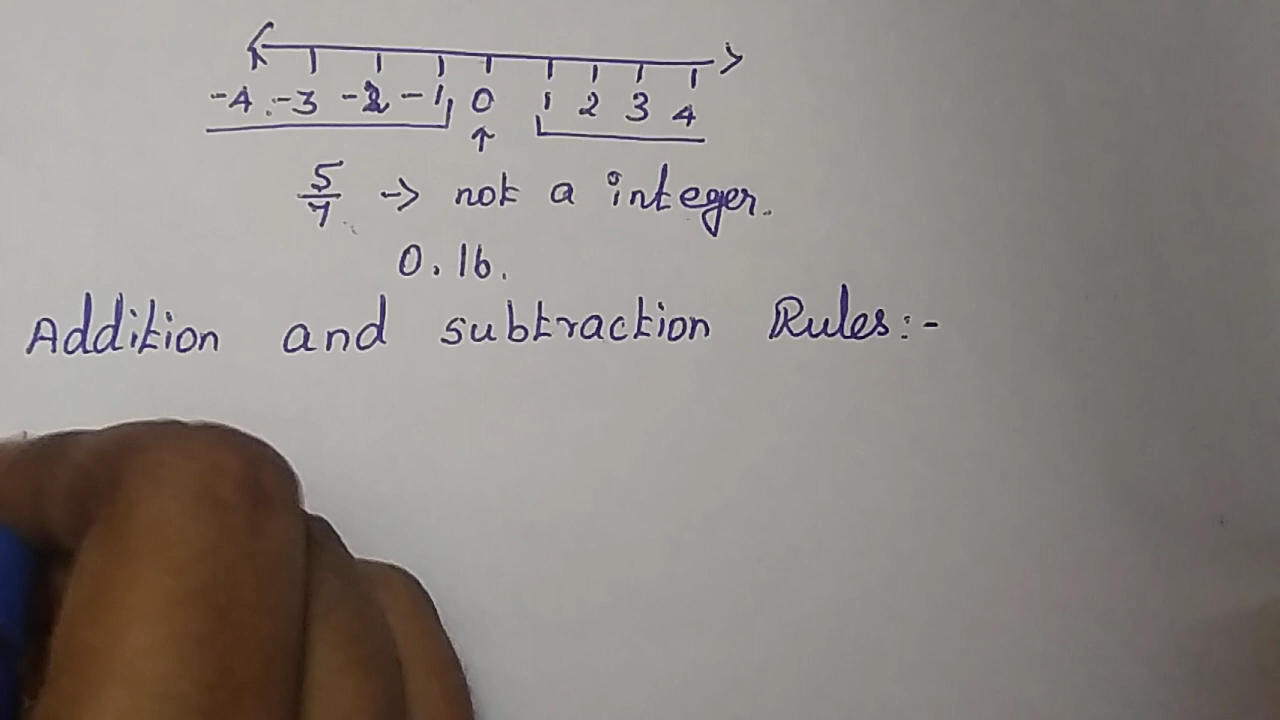 -4 -3 -2 -1 0 1 2 3 4
5/7 -> not a integer.
0.16.
Addition and subtraction Rules:-